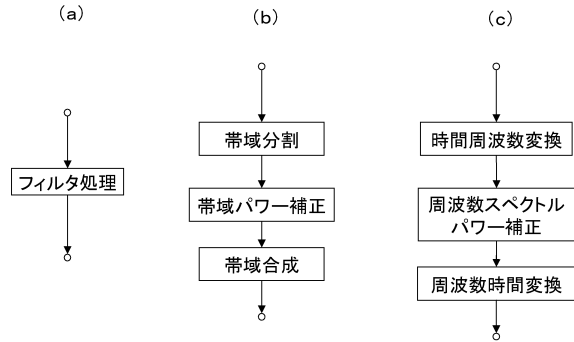 (a)
フィルタ処理
(b)
帯域分割
帯域パワー補正
帯域合成
(c)
時間周波数変換
周波数スペクトル
パワー補正
周波数時間変換